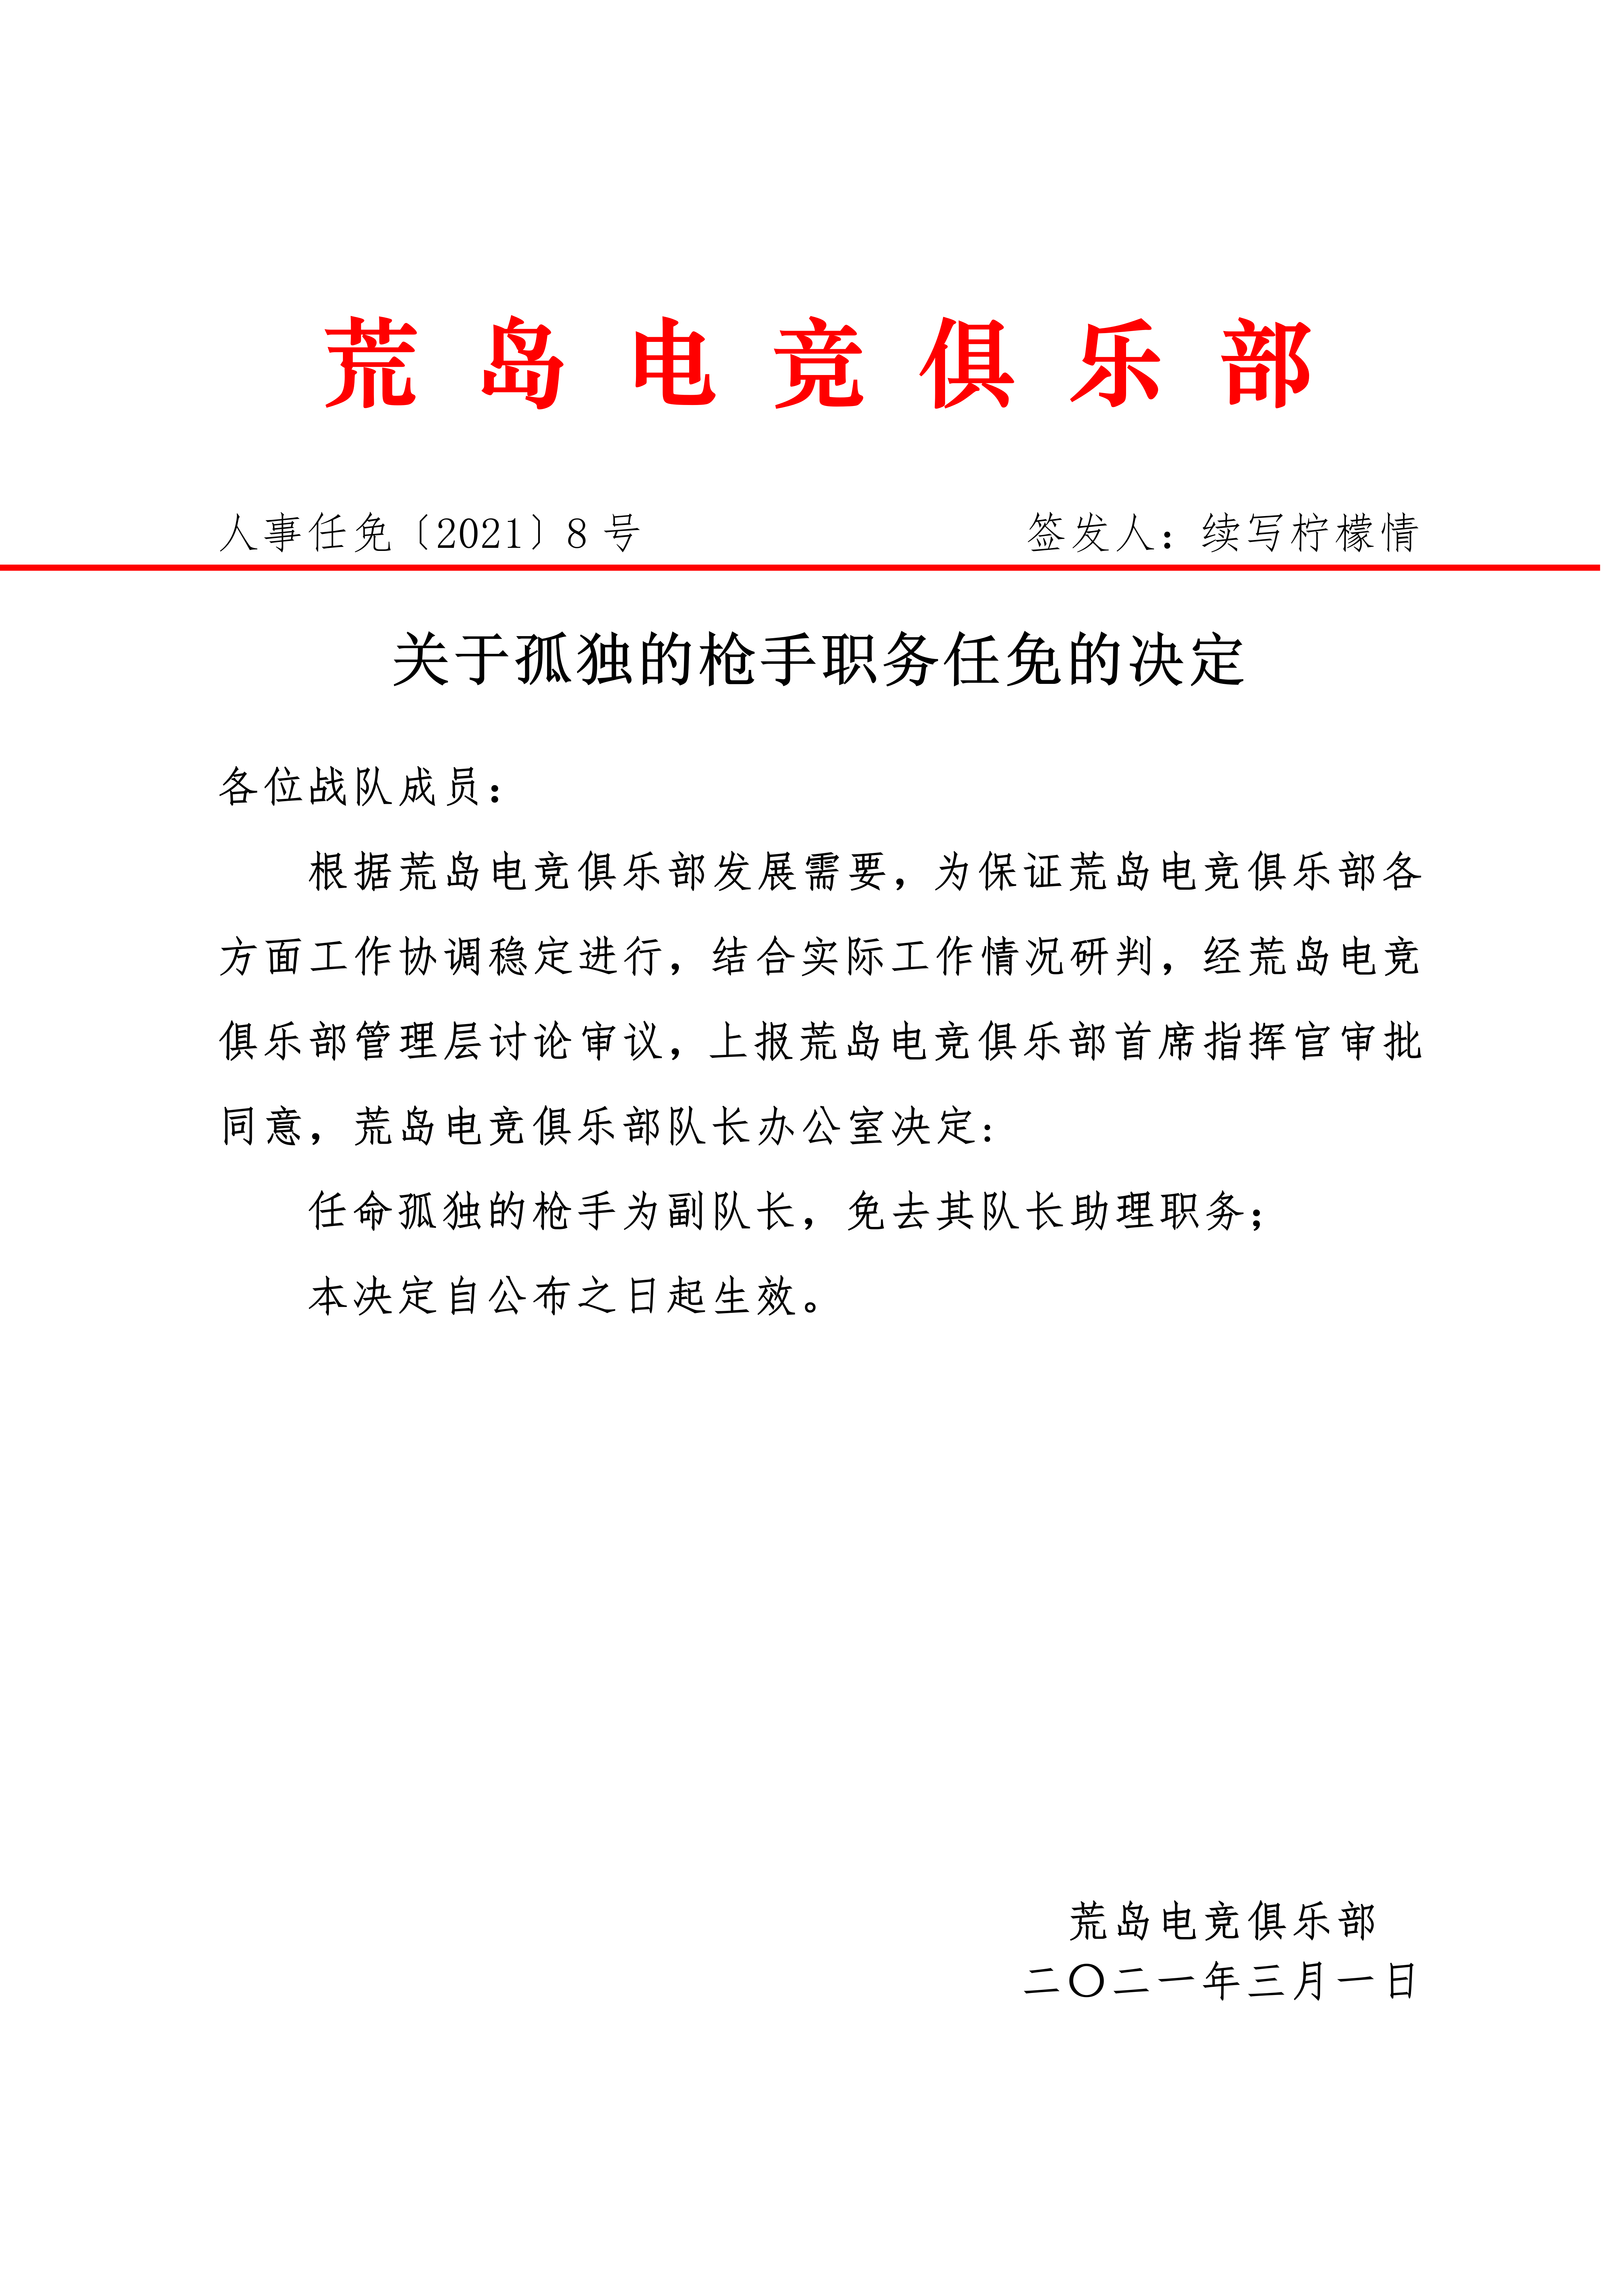 荒岛电竞俱乐部
人事任免〔2021〕8 号 签发人：续写柠檬情
关于孤独的枪手职务任免的决定
各位战队成员：
根据荒岛电竞俱乐部发展需要，为保证荒岛电竞俱乐部各
方面工作协调稳定进行，结合实际工作情况研判，经荒岛电竞
俱乐部管理层讨论审议，上报荒岛电竞俱乐部首席指挥官审批
同意，荒岛电竞俱乐部队长办公室决定：
任命孤独的枪手为副队长，免去其队长助理职务；
本决定自公布之日起生效。
荒岛电竞俱乐部
二〇二一年三月一日